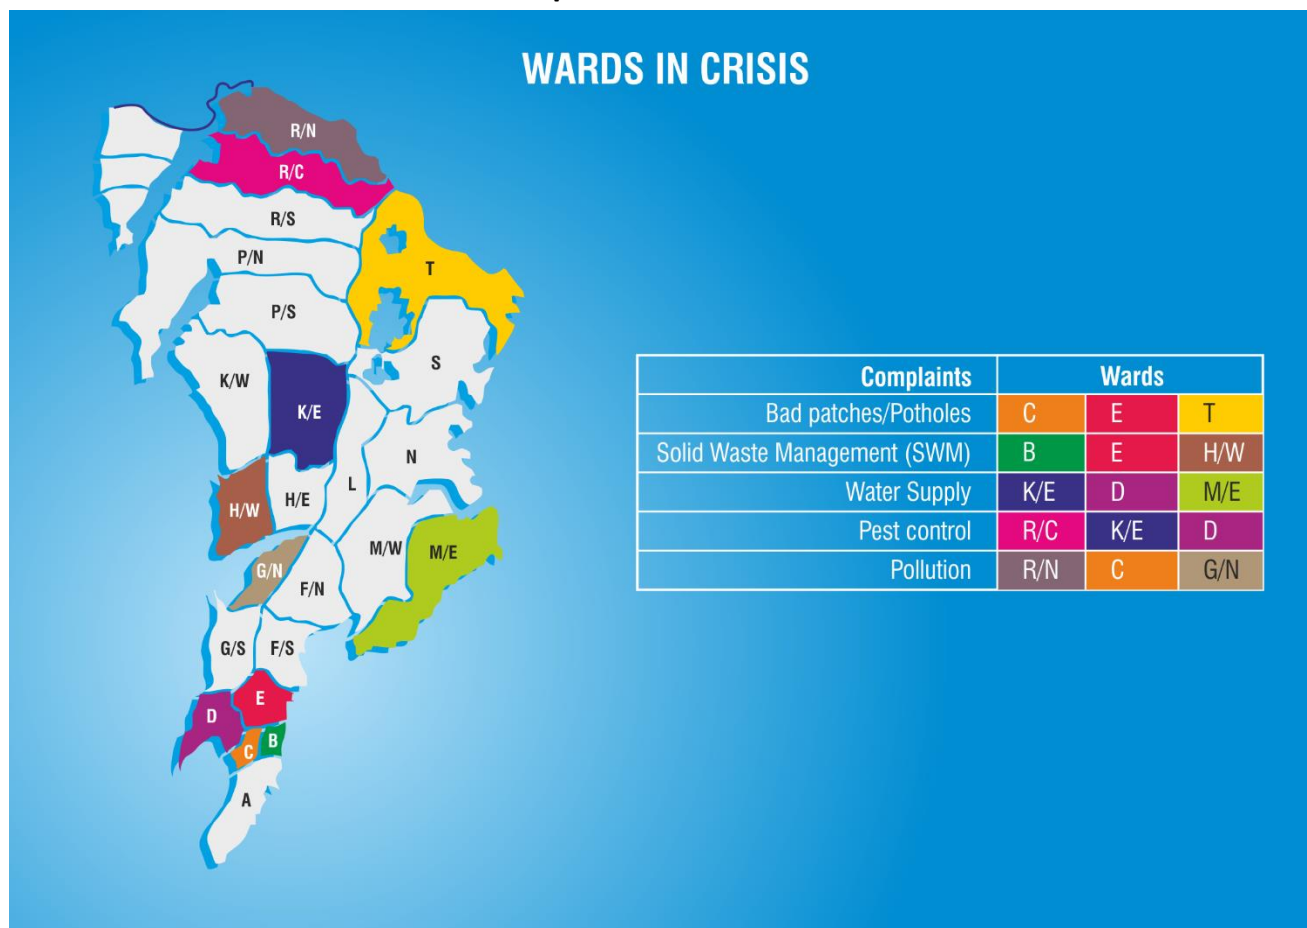 WARDS IN CRISIS
R/N
R/C
R/S
P/N
T
P/S
S
K/W
K/E
N
L
H/E
H/W
M/W
M/E
G/N
F/N
G/S
F/S
E
D
B
C
A
Complaints Wards
Bad patches/Potholes C E T
Solid Waste Management (SWM) B E H/W
Water Supply K/E D M/E
Pest control R/C K/E D
Pollution R/N C G/N